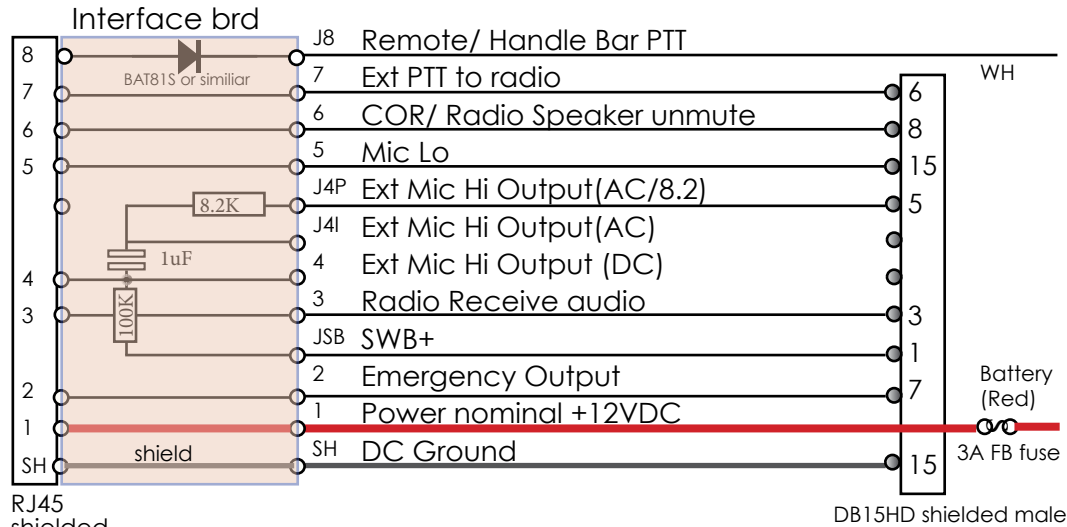 Interface brd
8 J8 Remote/ Handle Bar PTT
BAT81S or similiar
WH
7 7 Ext PTT to radio 6
6 6 COR/ Radio Speaker unmute 8
5 5 Mic Lo 15
8.2K J4P Ext Mic Hi Output(AC/8.2) 5
J4I Ext Mic Hi Output(AC)
1uF
4 4 Ext Mic Hi Output (DC)
3 100K 3 Radio Receive audio 3
JSB SWB+ 1
2 2 Emergency Output 7
Battery
(Red)
1 1 Power nominal +12VDC
3A FB fuse
SH shield SH DC Ground 15
RJ45
shielded
DB15HD shielded male